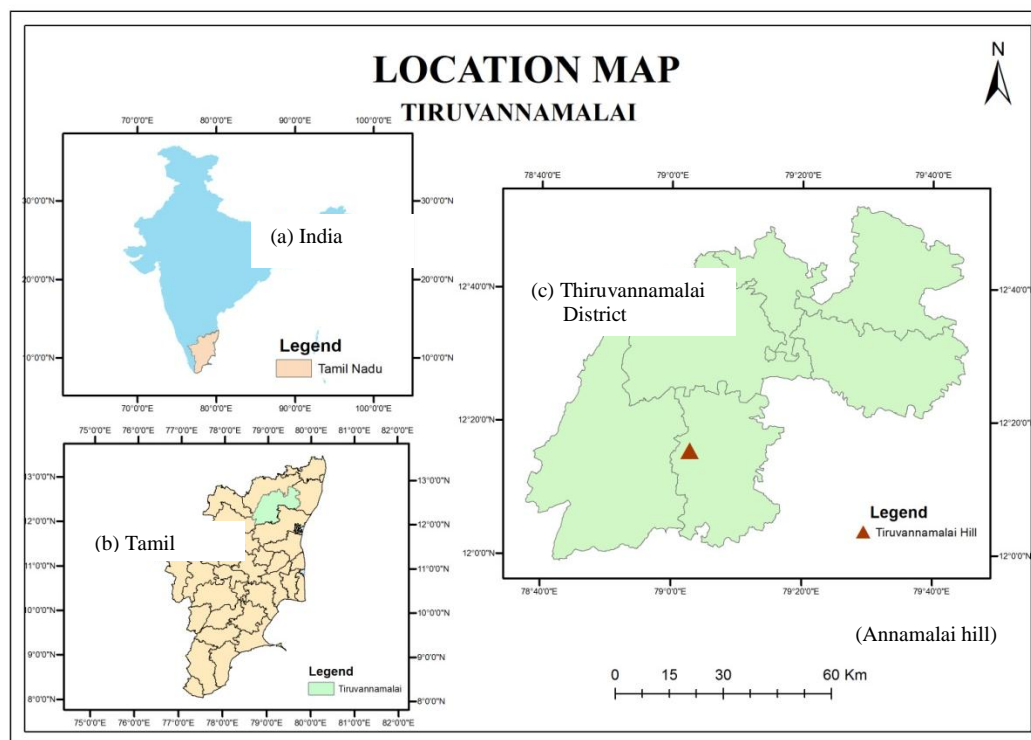 LOCATION MAP
TIRUVANNAMALAI
N
70°0'0"E 80°0'0"E 90°0'0"E 100°0'0"E
30°0'0"N
20°0'0"N 20°0'0"N
10°0'0"N
(a) India
Legend
Tamil Nadu
70°0'0"E 80°0'0"E 90°0'0"E 100°0'0"E
75°0'0"E 76°0'0"E 77°0'0"E 78°0'0"E 79°0'0"E 80°0'0"E 81°0'0"E 82°0'0"E
13°0'0"N 13°0'0"N
12°0'0"N 12°0'0"N
(b) Tamil
11°0'0"N 11°0'0"N
10°0'0"N 10°0'0"N
9°0'0"N 9°0'0"N
8°0'0"N 8°0'0"N
Legend
Tiruvannamalai
75°0'0"E 76°0'0"E 77°0'0"E 78°0'0"E 79°0'0"E 80°0'0"E 81°0'0"E 82°0'0"E
78°40'0"E 79°0'0"E 79°20'0"E 79°40'0"E
12°40'0"N 12°40'0"N
(c) Thiruvannamalai
District
12°20'0"N 12°20'0"N
12°0'0"N 12°0'0"N
Legend
Tiruvannamalai Hill
78°40'0"E 79°0'0"E 79°20'0"E 79°40'0"E
(Annamalai hill)
0 15 30 60 Km